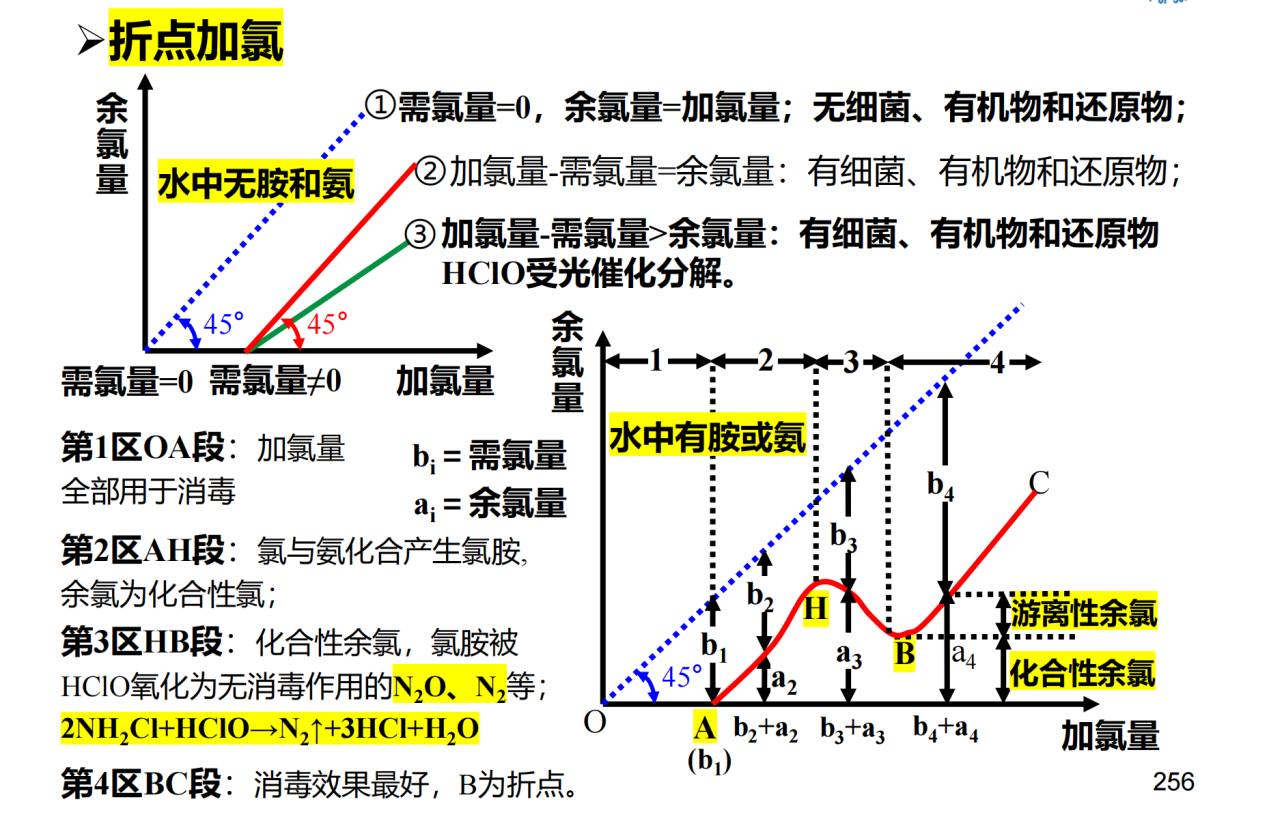 ➢折点加氯
余氯量
①需氯量=0，余氯量=加氯量；无细菌、有机物和还原物；
水中无胺和氨
②加氯量-需氯量=余氯量：有细菌、有机物和还原物；
③加氯量-需氯量>余氯量：有细菌、有机物和还原物
HClO受光催化分解。
45°
45°
需氯量=0 需氯量≠0 加氯量
余氯量
1 2 3 4
水中有胺或氨
第1区OA段：加氯量
全部用于消毒
bᵢ = 需氯量
aᵢ = 余氯量
第2区AH段：氯与氨化合产生氯胺,
余氯为化合性氯；
第3区HB段：化合性余氯，氯胺被
HClO氧化为无消毒作用的N₂O、N₂等；
2NH₂Cl+HClO→N₂↑+3HCl+H₂O
第4区BC段：消毒效果最好，B为折点。
b₄
C
b₃
b₂
H
游离性余氯
b₁
B
a₃
a₄
45°
a₂
化合性余氯
O
A
b₂+a₂ b₃+a₃ b₄+a₄
加氯量
(b₁)
256